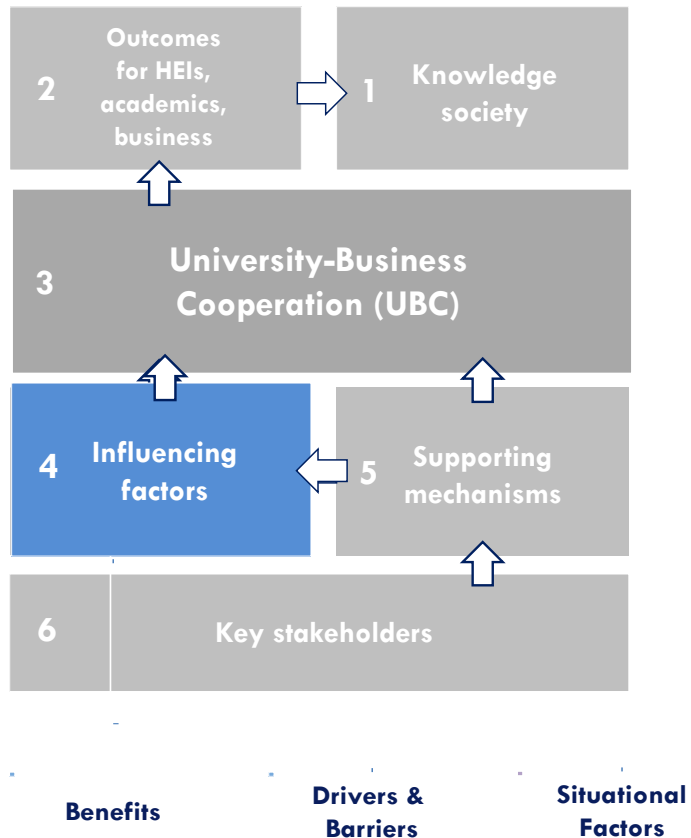 2
Outcomes
for HEIs,
academics,
business
1
Knowledge
society
3
University-Business
Cooperation (UBC)
4
Influencing
factors
5
Supporting
mechanisms
6
Key stakeholders
Benefits
Drivers &
Barriers
Situational
Factors